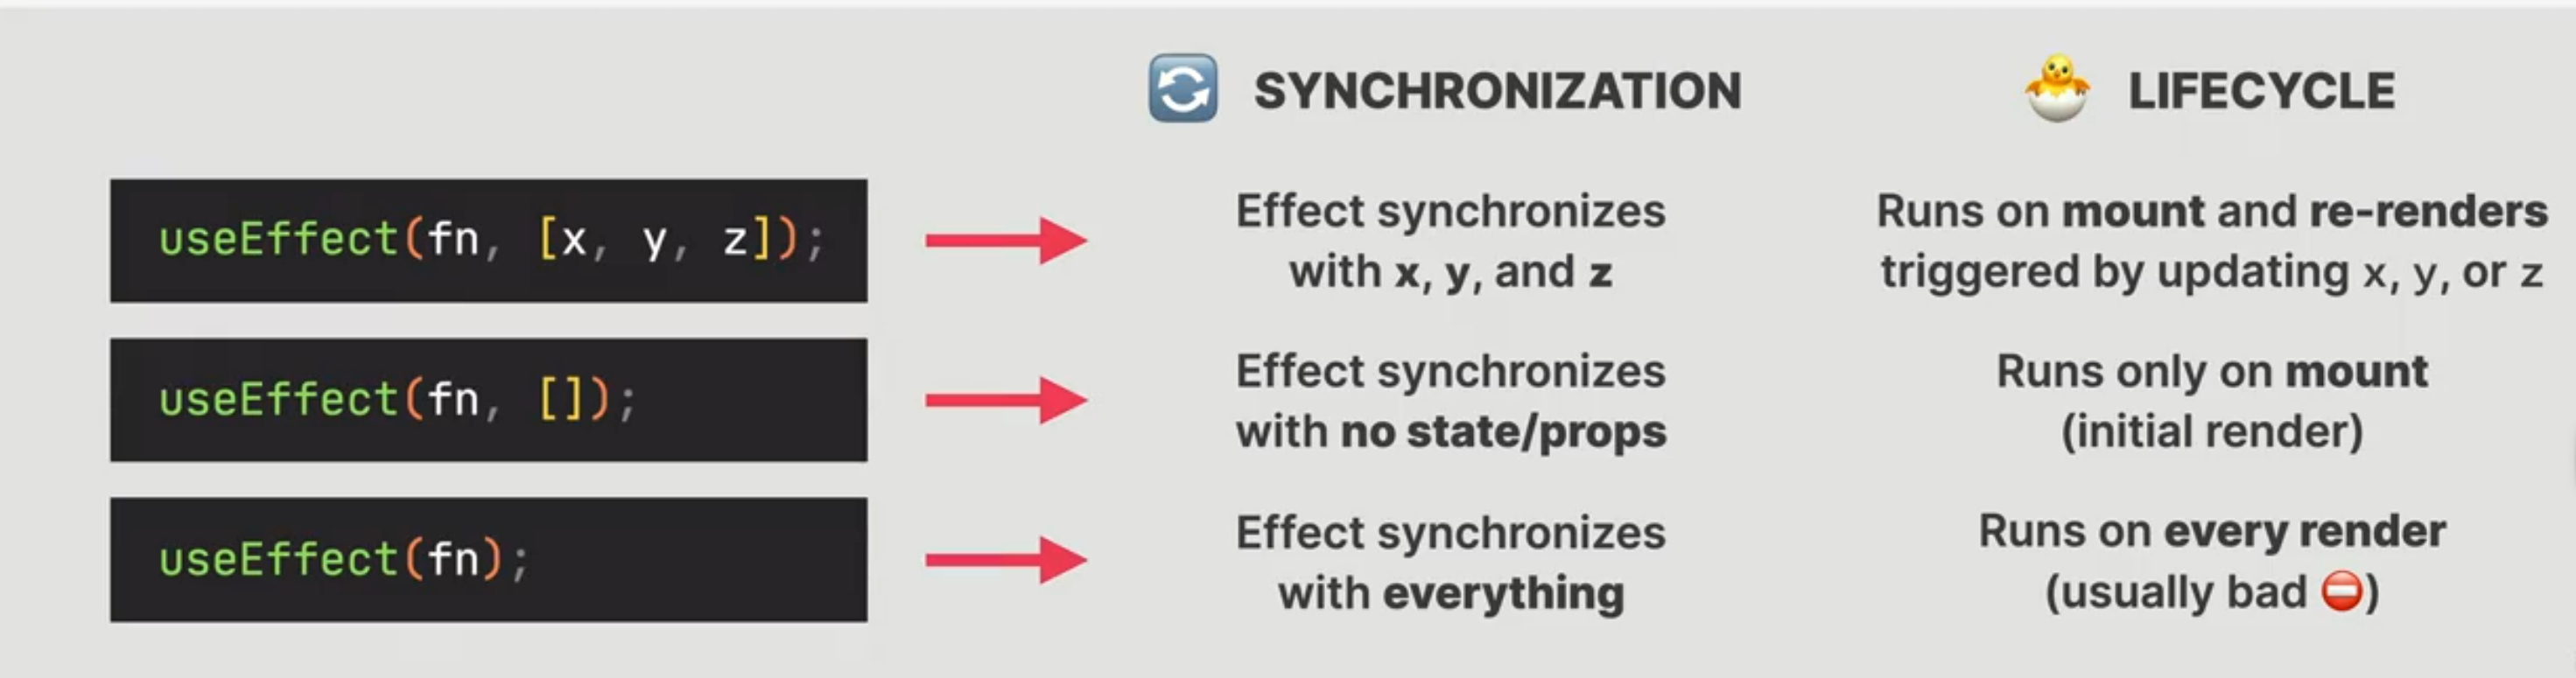 SYNCHRONIZATION
LIFECYCLE
useEffect(fn, [x, y, z]);
Effect synchronizes
with x, y, and z
Runs on mount and re-renders
triggered by updating x, y, or z
useEffect(fn, []);
Effect synchronizes
with no state/props
Runs only on mount
(initial render)
useEffect(fn);
Effect synchronizes
with everything
Runs on every render
(usually bad ⛔)